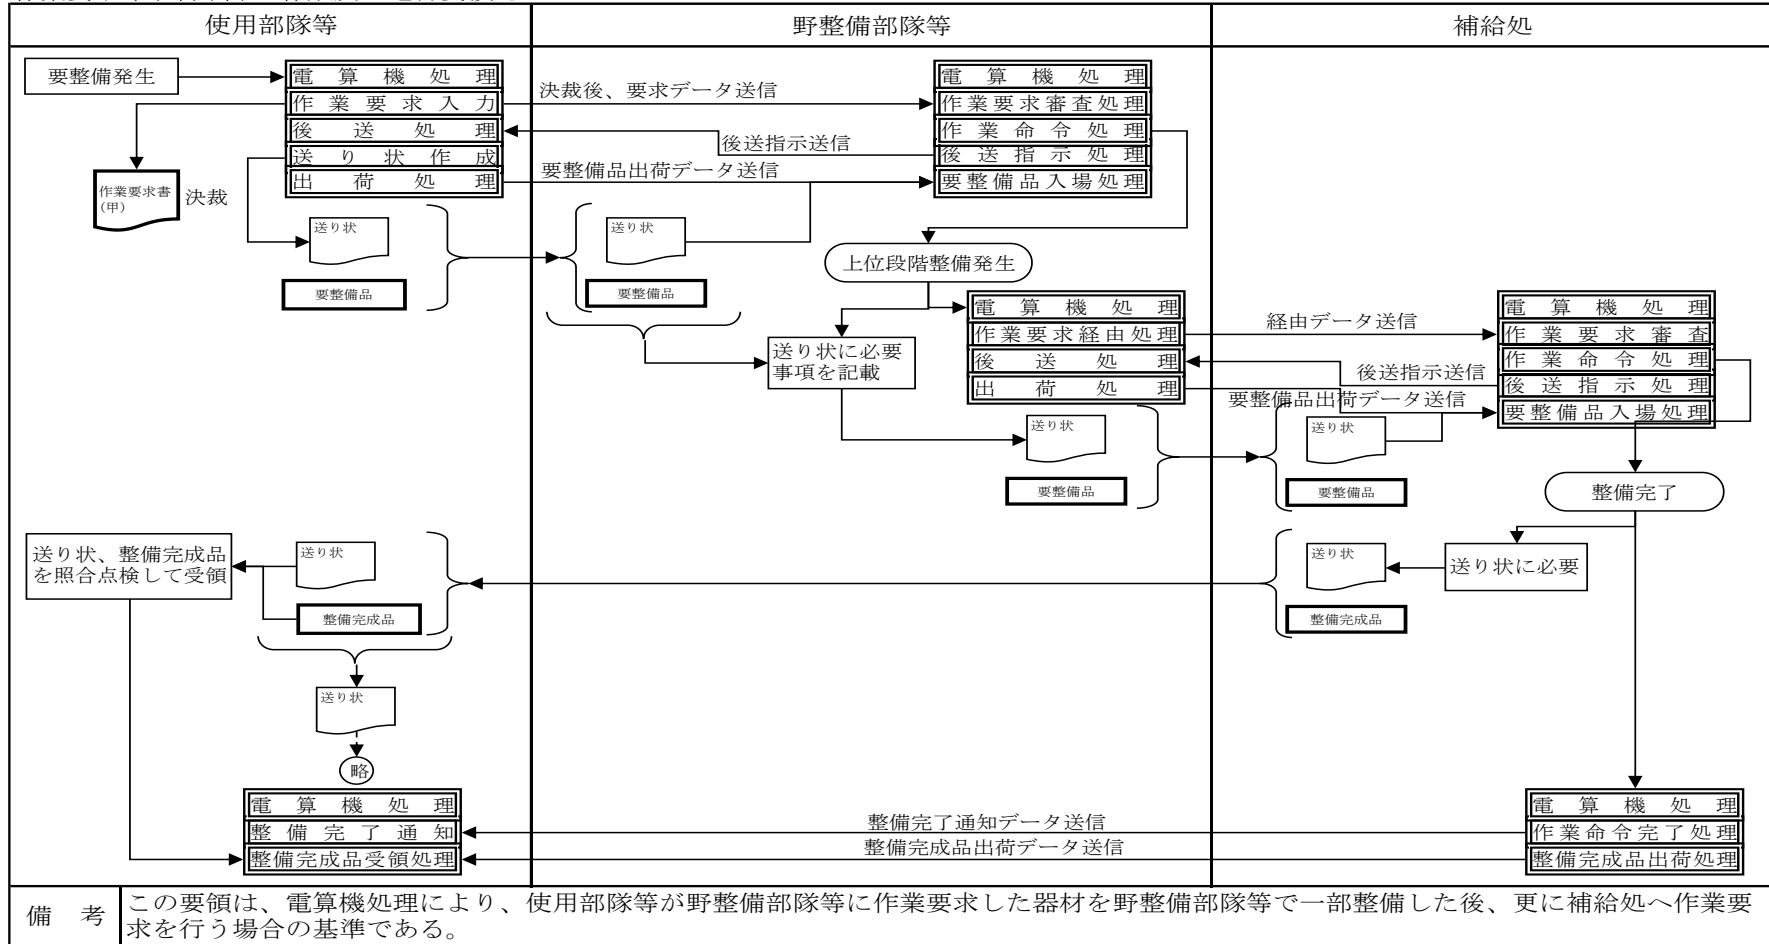 使用部隊等
野整備部隊等
補給処
要整備発生
電算機処理
作業要求入力
後送処理
送り状作成
出荷処理
作業要求書
(甲)
決裁
送り状
要整備品
決裁後、要求データ送信
後送指示送信
要整備品出荷データ送信
電算機処理
作業要求審査処理
作業命令処理
後送指示処理
要整備品入場処理
送り状
要整備品
上位段階整備発生
送り状に必要
事項を記載
電算機処理
作業要求経由処理
後送処理
出荷処理
経由データ送信
後送指示送信
要整備品出荷データ送信
電算機処理
作業要求審査
作業命令処理
後送指示処理
要整備品入場処理
送り状
要整備品
送り状
要整備品
整備完了
送り状に必要
送り状
整備完成品
送り状、整備完成品
を照合点検して受領
送り状
整備完成品
送り状
略
電算機処理
整備完了通知
整備完成品受領処理
整備完了通知データ送信
整備完成品出荷データ送信
電算機処理
作業命令完了処理
整備完成品出荷処理
備考
この要領は、電算機処理により、使用部隊等が野整備部隊等に作業要求した器材を野整備部隊等で一部整備した後、更に補給処へ作業要
求を行う場合の基準である。